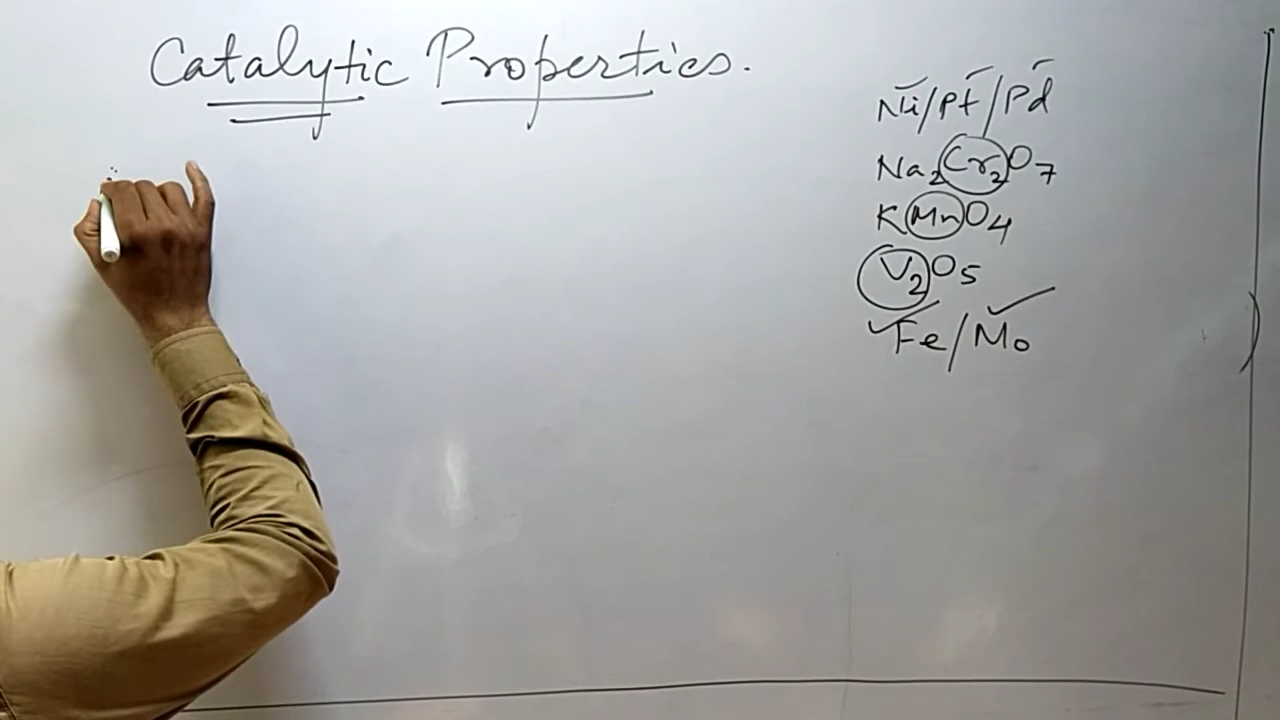 Catalytic Properties.
Ni/Pt/Pd
Na₂Cr₂O₇
KMnO₄
V₂O₅
Fe/Mo